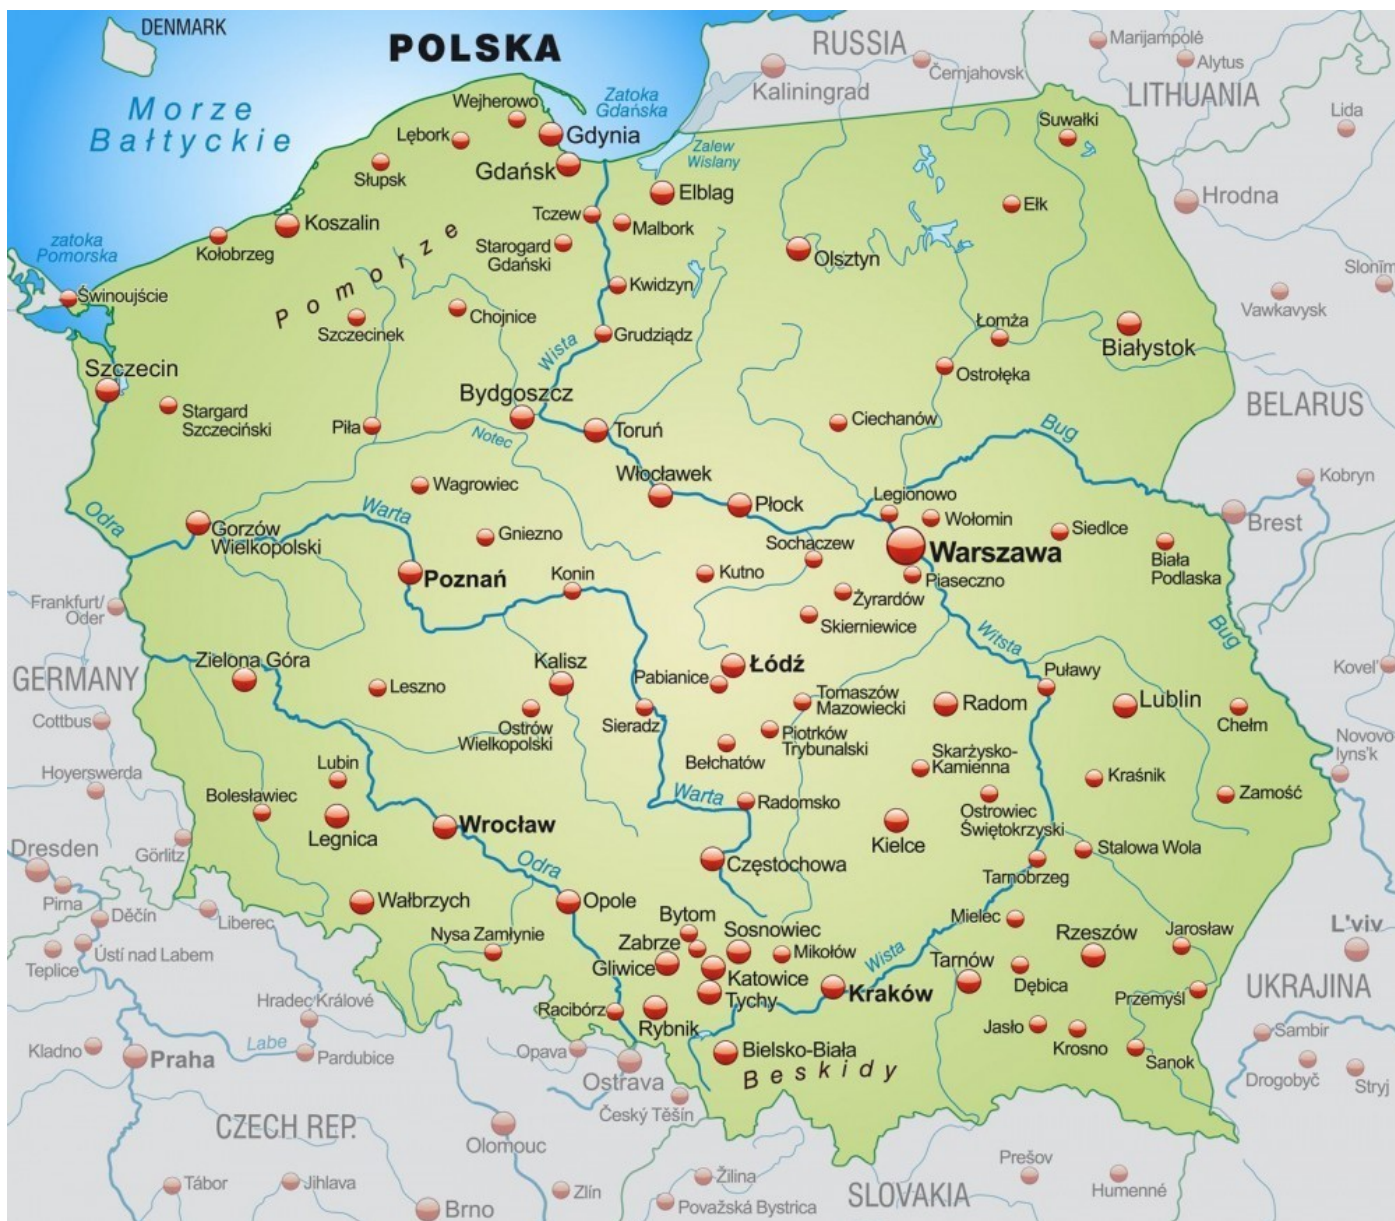 DENMARK
POLSKA
RUSSIA
Marijampolé
Alytus
Černjahovsk
Kaliningrad
LITHUANIA
Lida
Morze
Bałtyckie
Wejherowo
Zatoka
Gdańska
Gdynia
Lębork
Suwałki
Zalew
Wislany
Słupsk
Gdańsk
Elblag
Hrodna
Ełk
Koszalin
Tczew
Malbork
Pomorze
zatoka
Pomorska
Kołobrzeg
Starogard
Gdański
Olsztyn
Slonīm
Świnoujście
Kwidzyn
Vawkavysk
Chojnice
Szczecinek
Łomża
Grudziądz
Białystok
Wista
Szczecin
Ostrołęka
Bydgoszcz
BELARUS
Stargard
Szczeciński
Piła
Notec
Toruń
Ciechanów
Bug
Włocławek
Kobryn
Wagrowiec
Legionowo
Płock
Odra
Warta
Wołomin
Brest
Gorzów
Wielkopolski
Gniezno
Siedlce
Sochaczew
Warszawa
Biała
Podlaska
Poznań
Konin
Kutno
Piaseczno
Żyrardów
Frankfurt/
Oder
Skierniewice
Witsta
Bug
Zielona Góra
Kalisz
Łódź
Puławy
Kovel'
GERMANY
Leszno
Pabianice
Tomaszów
Mazowiecki
Radom
Lublin
Chełm
Cottbus
Ostrów
Wielkopolski
Sieradz
Piotrków
Trybunalski
Novovo
lyns'k
Bełchatów
Skarżysko-
Kamienna
Hoyerswerda
Lubin
Kraśnik
Bolesławiec
Warta
Radomsko
Ostrowiec
Świętokrzyski
Zamość
Legnica
Wrocław
Kielce
Dresden
Görlitz
Odra
Częstochowa
Stalowa Wola
Tarnobrzeg
Pirna
Wałbrzych
Opole
Děčín
Liberec
Bytom
Mielec
L'viv
Nysa Zamłynie
Sosnowiec
Rzeszów
Jarosław
Teplice
Ústí nad Labem
Zabrze
Mikołów
Wista
Gliwice
Katowice
Tarnów
Dębica
Kraków
UKRAJINA
Hradec Králové
Tychy
Przemyśl
Racibórz
Rybnik
Jasło
Krosno
Sambir
Kladno
Labe
Praha
Pardubice
Opava
Bielsko-Biała
Sanok
Ostrava
Beskidy
Drogobyč
Stryj
Český Těšín
CZECH REP.
Olomouc
Prešov
Tábor
Jihlava
Zlín
Žilina
Humenné
Brno
Považská Bystrica
SLOVAKIA